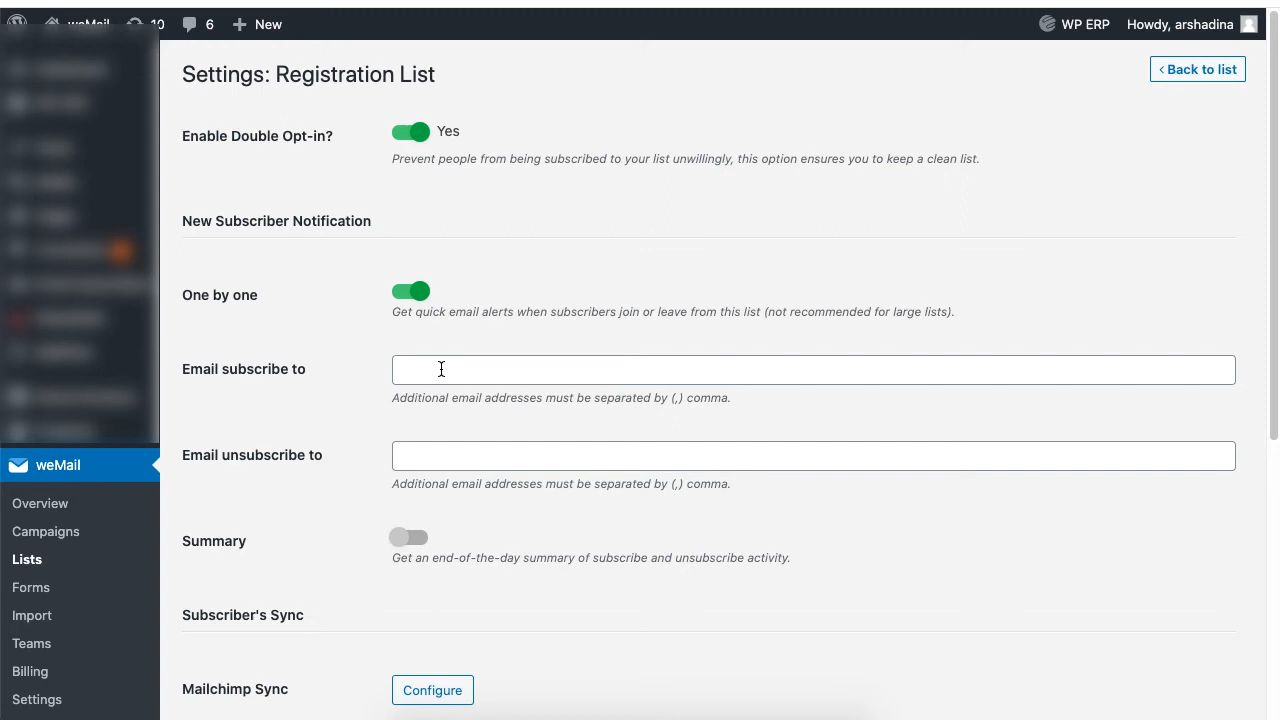 weMail 10 6 New WP ERP Howdy, arshadina
Settings: Registration List
‹ Back to list
Enable Double Opt-in?
Yes
Prevent people from being subscribed to your list unwillingly, this option ensures you to keep a clean list.
New Subscriber Notification
One by one
Get quick email alerts when subscribers join or leave from this list (not recommended for large lists).
Email subscribe to
Additional email addresses must be separated by (,) comma.
Email unsubscribe to
Additional email addresses must be separated by (,) comma.
Summary
Get an end-of-the-day summary of subscribe and unsubscribe activity.
Subscriber's Sync
Mailchimp Sync
Configure
weMail
Overview
Campaigns
Lists
Forms
Import
Teams
Billing
Settings